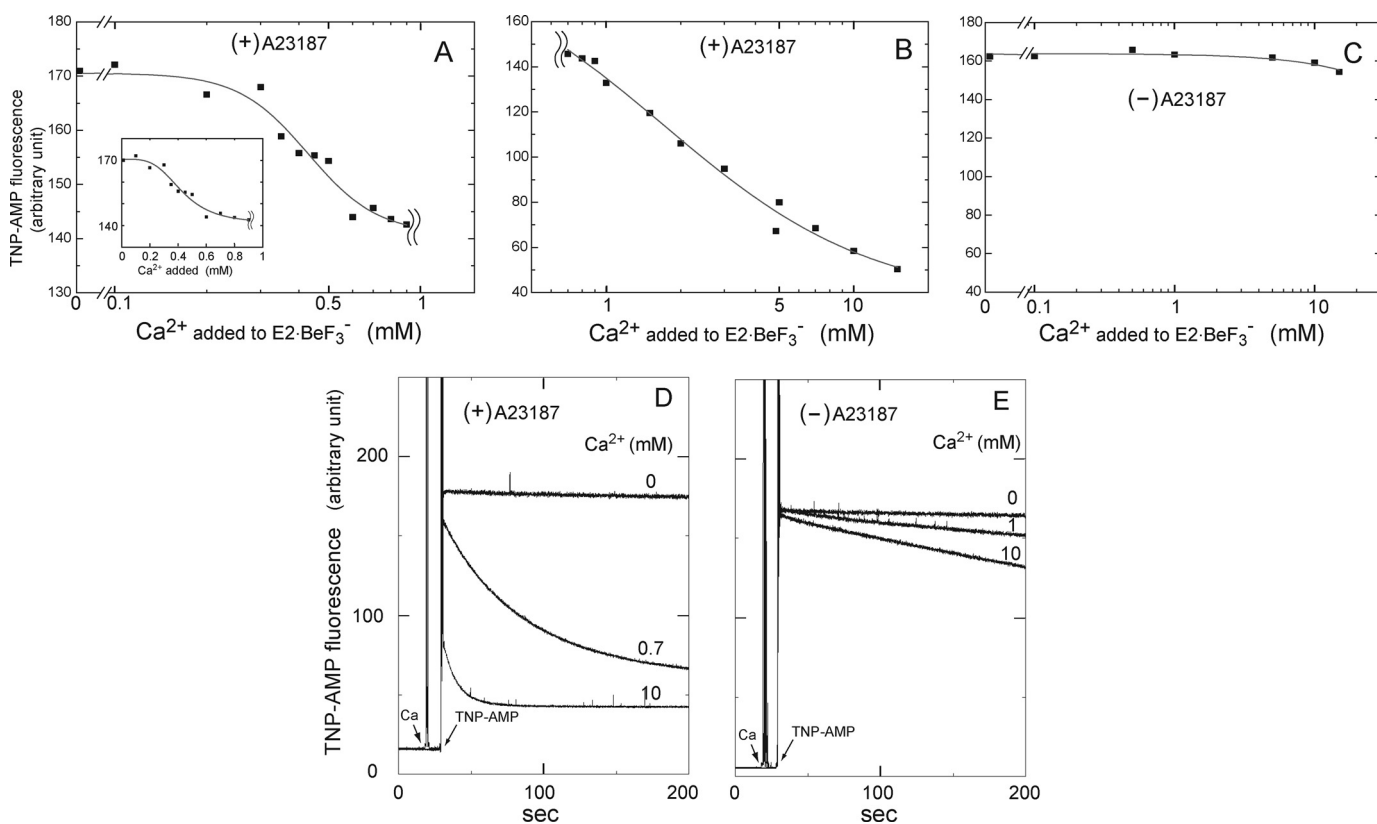 A
(+)A23187
TNP-AMP fluorescence
(arbitrary unit)
180
170
160
150
140
130
0
0.1
0.5
1
170
140
0 0.2 0.4 0.6 0.8 1
Ca²⁺ added (mM)
Ca²⁺ added to E2·BeF₃⁻ (mM)
B
(+)A23187
160
140
120
100
80
60
40
1
5
10
Ca²⁺ added to E2·BeF₃⁻ (mM)
C
(−)A23187
180
160
140
120
100
80
60
40
0
0.1
1
10
Ca²⁺ added to E2·BeF₃⁻ (mM)
D
(+)A23187
Ca²⁺ (mM)
TNP-AMP fluorescence (arbitrary unit)
200
100
0
0
0.7
10
Ca
TNP-AMP
0 100 200
sec
E
(−)A23187
Ca²⁺ (mM)
0
1
10
Ca
TNP-AMP
0 100 200
sec